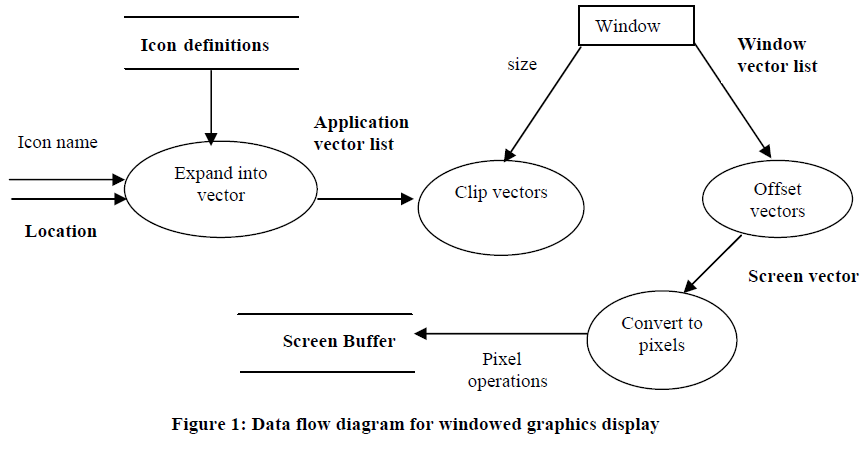 Icon definitions
Window
size
Window
vector list
Icon name
Application
vector list
Expand into
vector
Clip vectors
Offset
vectors
Location
Screen vector
Convert to
pixels
Screen Buffer
Pixel
operations
Figure 1: Data flow diagram for windowed graphics display